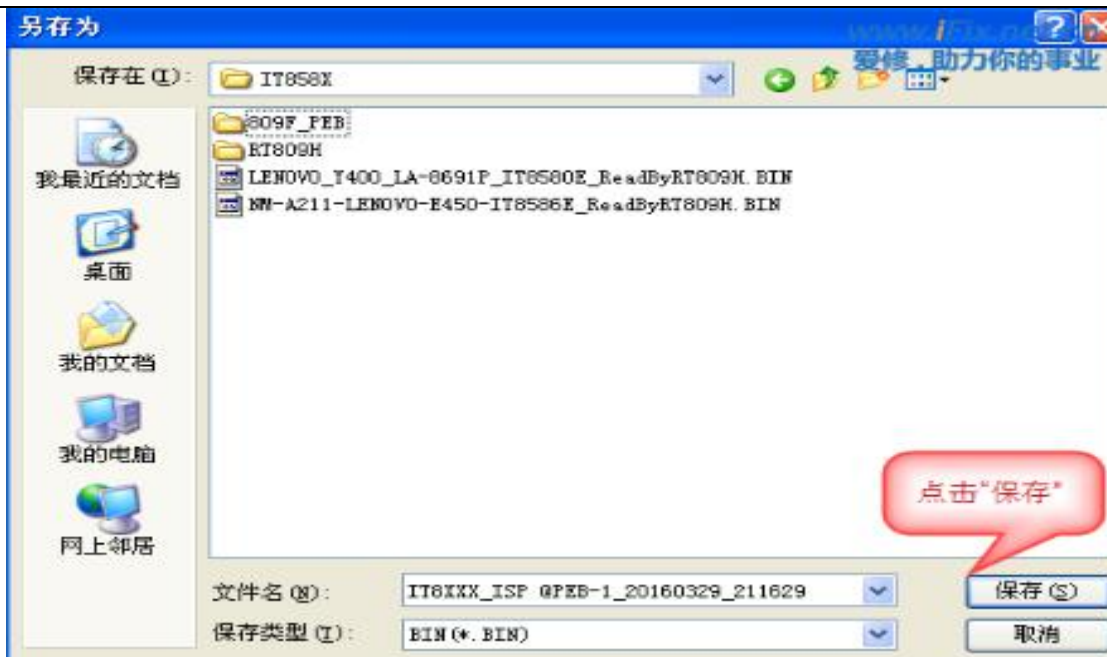 另存为
www.iFix.ne
爱修，助力你的事业
保存在(I):
IT858X
809F_PEB
RT809H
LENOVO_Y400_LA-8691P_IT8580E_ReadByRT809H.BIN
NM-A211-LENOVO-E450-IT8586E_ReadByRT809H.BIN
我最近的文档
桌面
我的文档
我的电脑
网上邻居
点击“保存”
文件名(N):
IT8XXX_ISP @PEB-1_20160329_211629
保存(S)
保存类型(T):
BIN(*.BIN)
取消